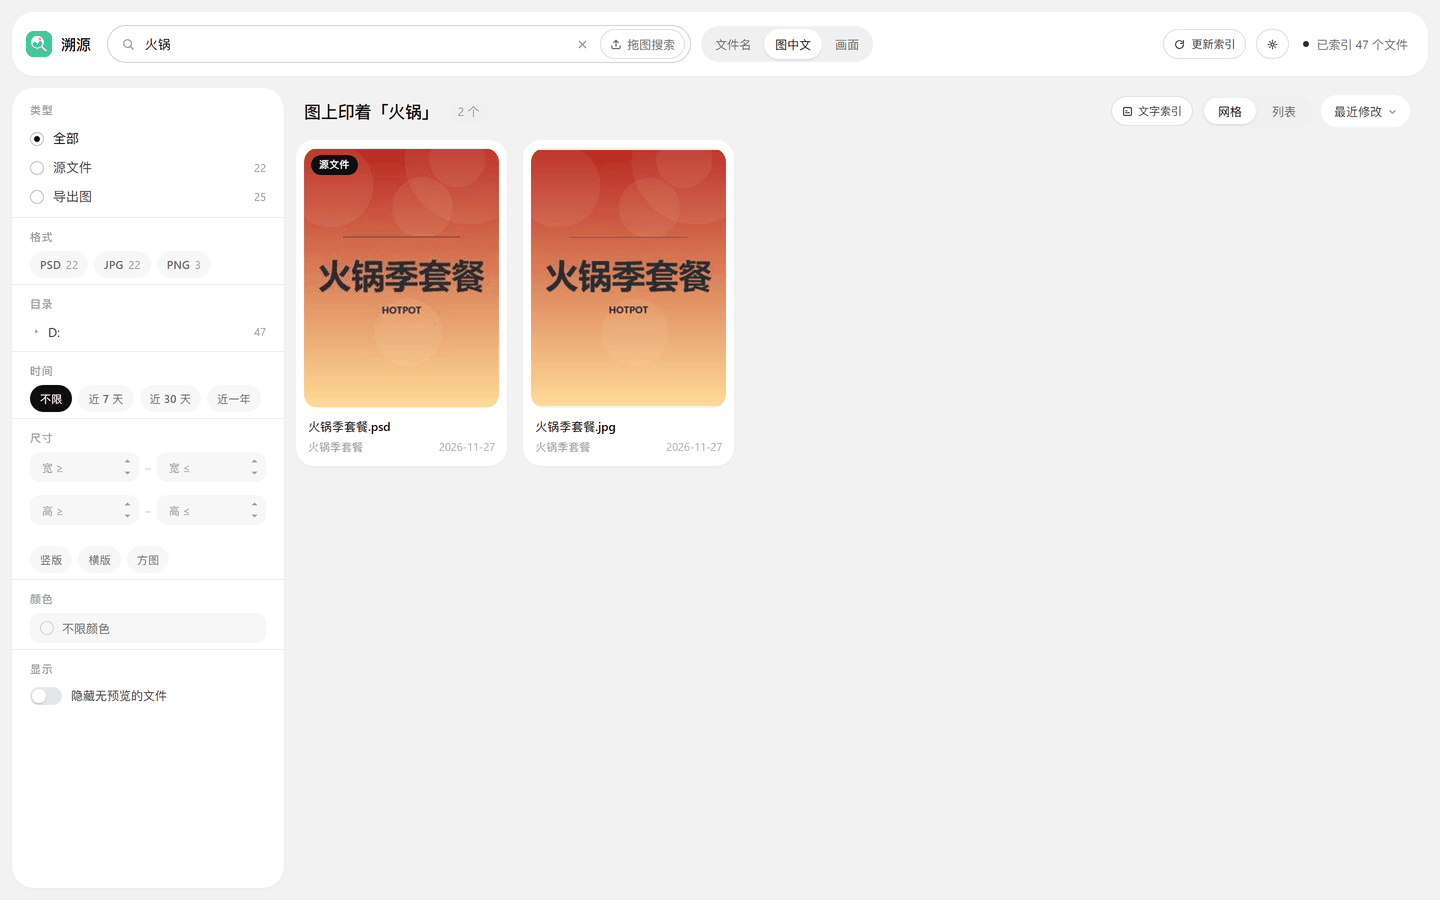 溯源
火锅
拖图搜索
文件名
图中文
画面
更新索引
已索引 47 个文件
类型
全部
源文件 22
导出图 25
格式
PSD 22
JPG 22
PNG 3
目录
D: 47
时间
不限
近 7 天
近 30 天
近一年
尺寸
宽 ≥ – 宽 ≤
高 ≥ – 高 ≤
竖版
横版
方图
颜色
不限颜色
显示
隐藏无预览的文件
图上印着「火锅」 2 个
文字索引
网格
列表
最近修改
源文件
火锅季套餐
HOTPOT
火锅季套餐.psd
火锅季套餐 2026-11-27
火锅季套餐
HOTPOT
火锅季套餐.jpg
火锅季套餐 2026-11-27